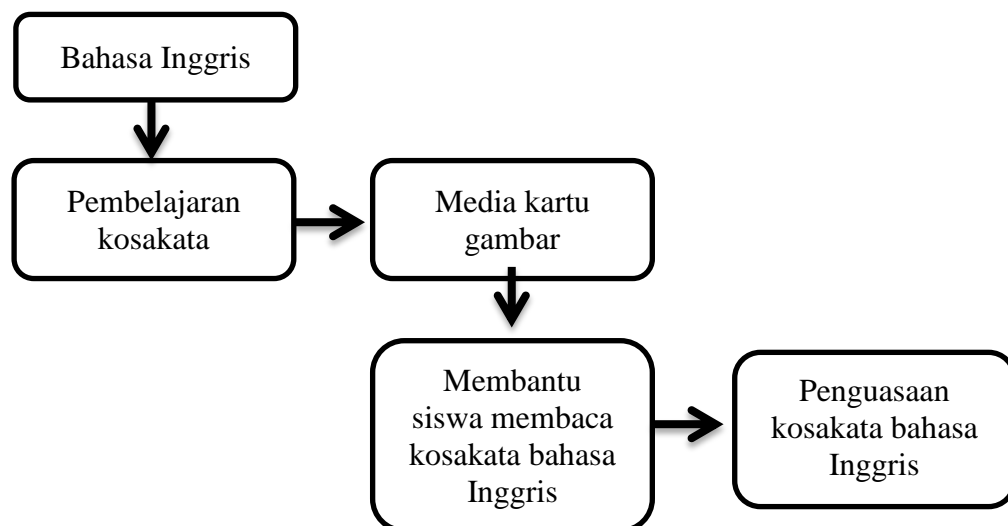 Bahasa Inggris
Pembelajaran
kosakata
Media kartu
gambar
Membantu
siswa membaca
kosakata bahasa
Inggris
Penguasaan
kosakata bahasa
Inggris